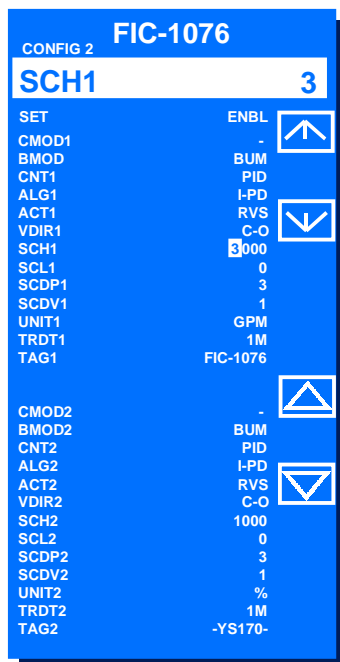 FIC-1076
CONFIG 2
SCH1 3
SET ENBL
CMOD1 -
BMOD BUM
CNT1 PID
ALG1 I-PD
ACT1 RVS
VDIR1 C-O
SCH1 3000
SCL1 0
SCDP1 3
SCDV1 1
UNIT1 GPM
TRDT1 1M
TAG1 FIC-1076
CMOD2 -
BMOD2 BUM
CNT2 PID
ALG2 I-PD
ACT2 RVS
VDIR2 C-O
SCH2 1000
SCL2 0
SCDP2 3
SCDV2 1
UNIT2 %
TRDT2 1M
TAG2 -YS170-